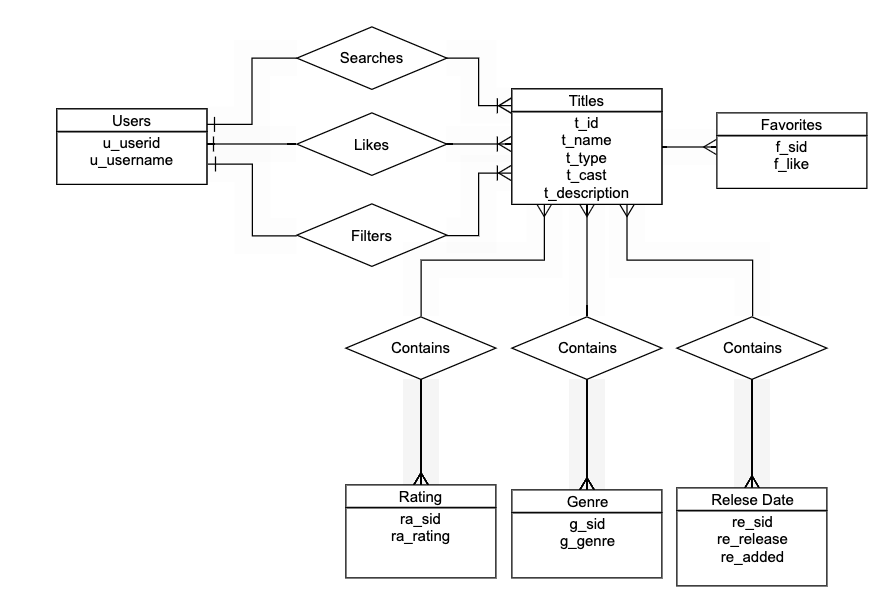 Searches
Users
u_userid
u_username
Likes
Filters
Titles
t_id
t_name
t_type
t_cast
t_description
Favorites
f_sid
f_like
Contains
Contains
Contains
Rating
ra_sid
ra_rating
Genre
g_sid
g_genre
Relese Date
re_sid
re_release
re_added